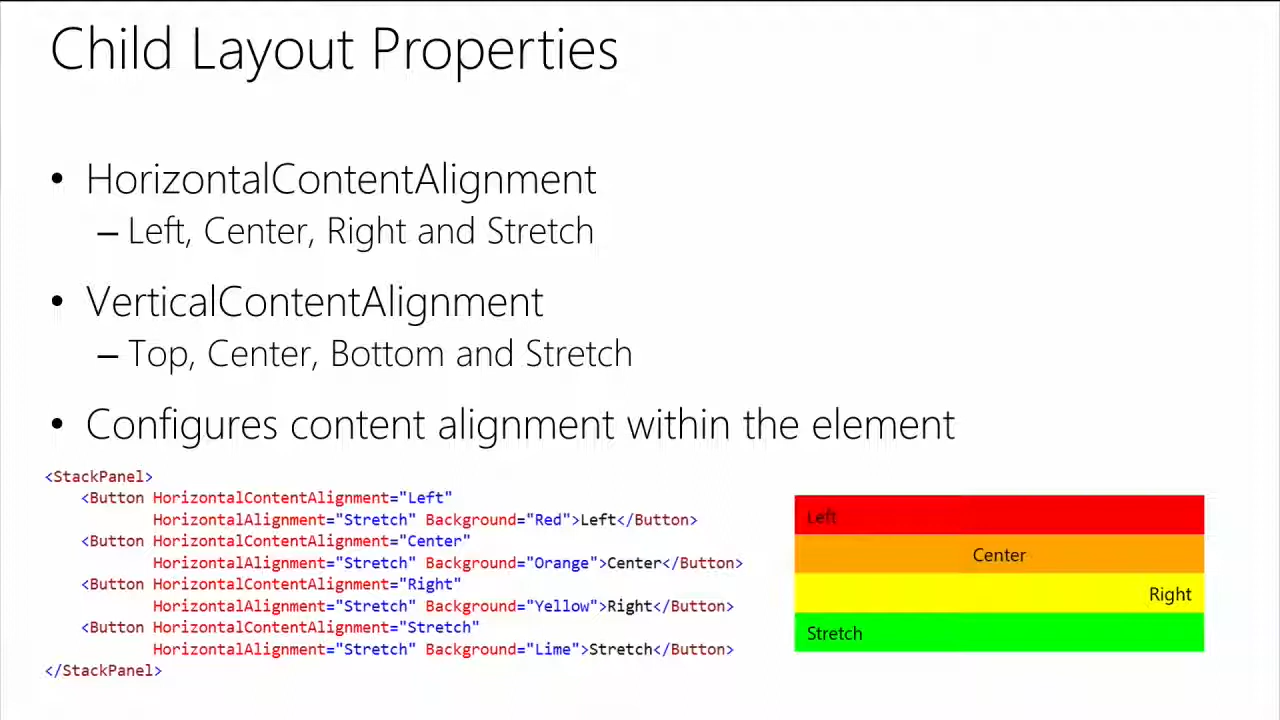 Child Layout Properties
• HorizontalContentAlignment
– Left, Center, Right and Stretch
• VerticalContentAlignment
– Top, Center, Bottom and Stretch
• Configures content alignment within the element
<StackPanel>
    <Button HorizontalContentAlignment="Left"
            HorizontalAlignment="Stretch" Background="Red">Left</Button>
    <Button HorizontalContentAlignment="Center"
            HorizontalAlignment="Stretch" Background="Orange">Center</Button>
    <Button HorizontalContentAlignment="Right"
            HorizontalAlignment="Stretch" Background="Yellow">Right</Button>
    <Button HorizontalContentAlignment="Stretch"
            HorizontalAlignment="Stretch" Background="Lime">Stretch</Button>
</StackPanel>
Left
Center
Right
Stretch